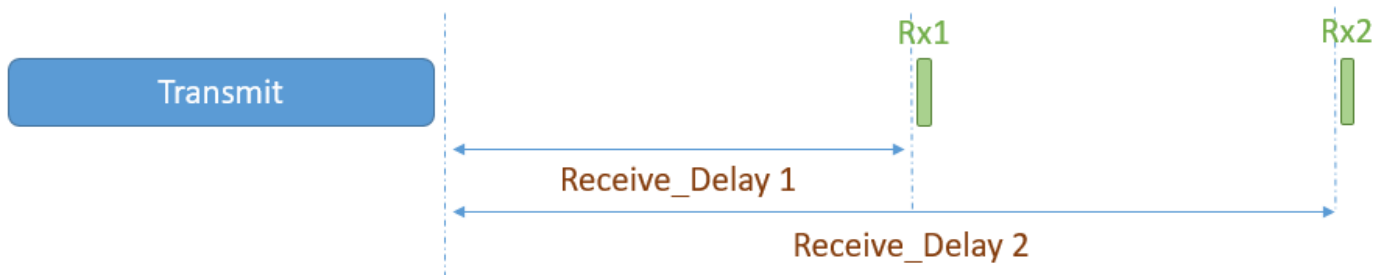 Rx1
Rx2
Transmit
Receive_Delay 1
Receive_Delay 2